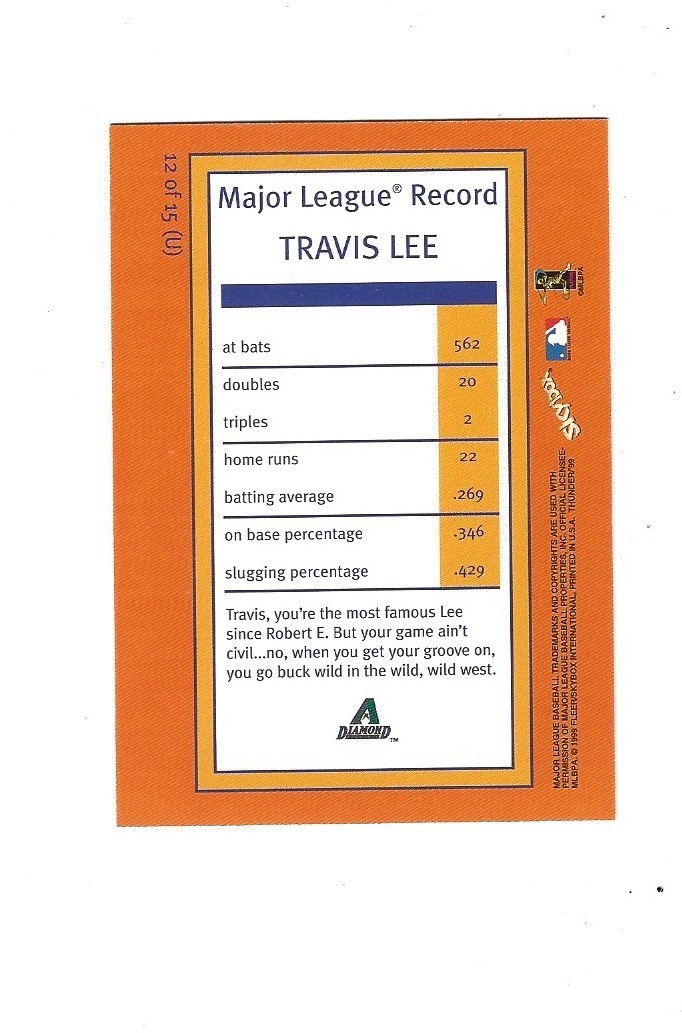 12 of 15 (U)
Major League® Record
TRAVIS LEE
at bats 562
doubles 20
triples 2
home runs 22
batting average .269
on base percentage .346
slugging percentage .429
Travis, you're the most famous Lee
since Robert E. But your game ain't
civil...no, when you get your groove on,
you go buck wild in the wild, wild west.
A
DIAMOND
™
©MLBPA
SKYBOX
MAJOR LEAGUE BASEBALL TRADEMARKS AND COPYRIGHTS ARE USED WITH
PERMISSION OF MAJOR LEAGUE BASEBALL PROPERTIES, INC. OFFICIAL LICENSEE-
MLBPA. © 1999 FLEER/SKYBOX INTERNATIONAL, PRINTED IN U.S.A. THUNDER/'99